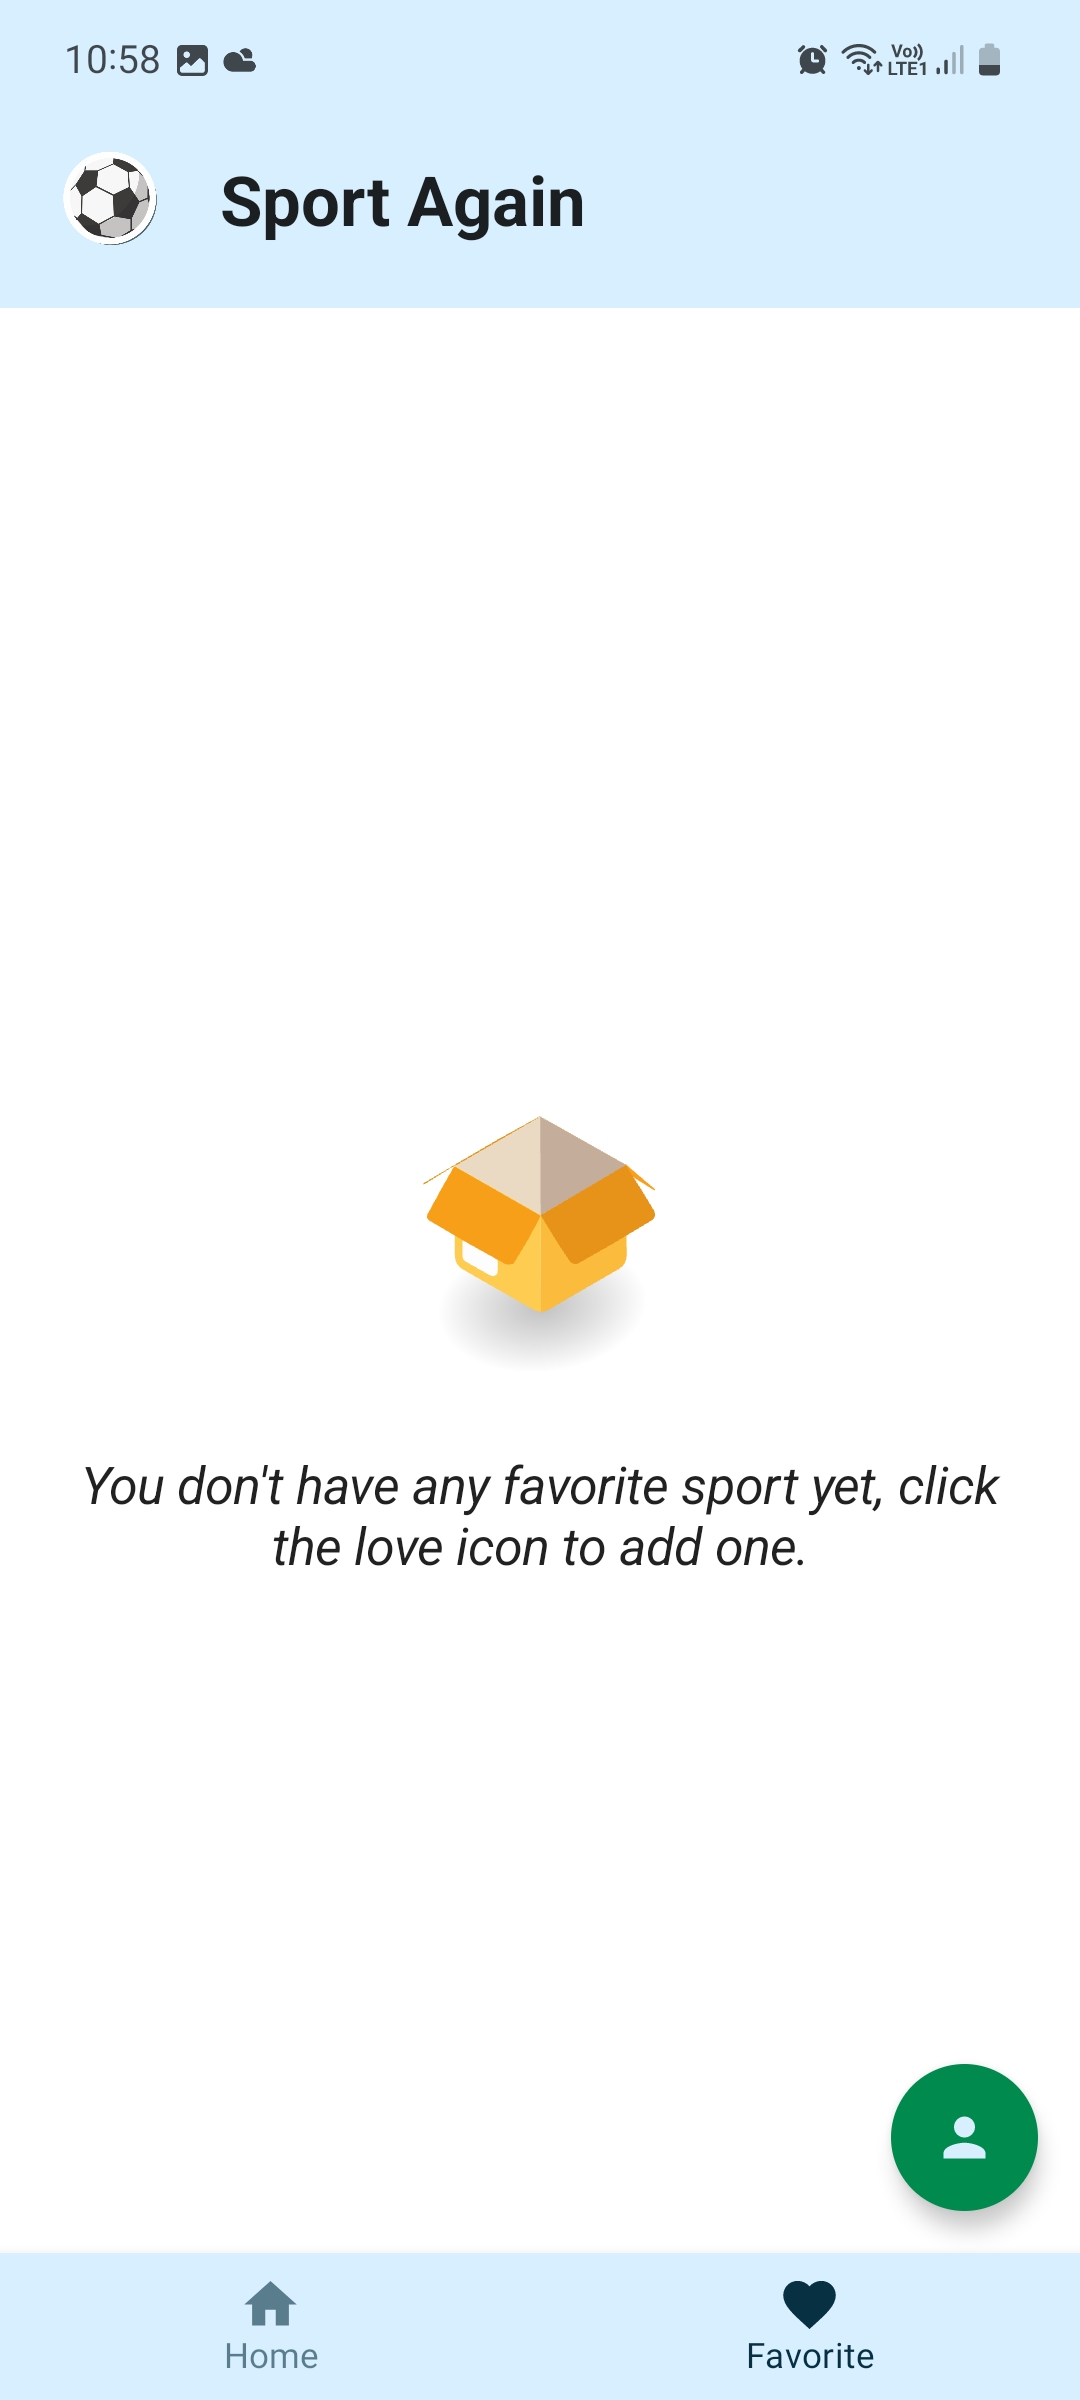 10:58
Vo))
LTE1
Sport Again
You don't have any favorite sport yet, click
the love icon to add one.
Home
Favorite